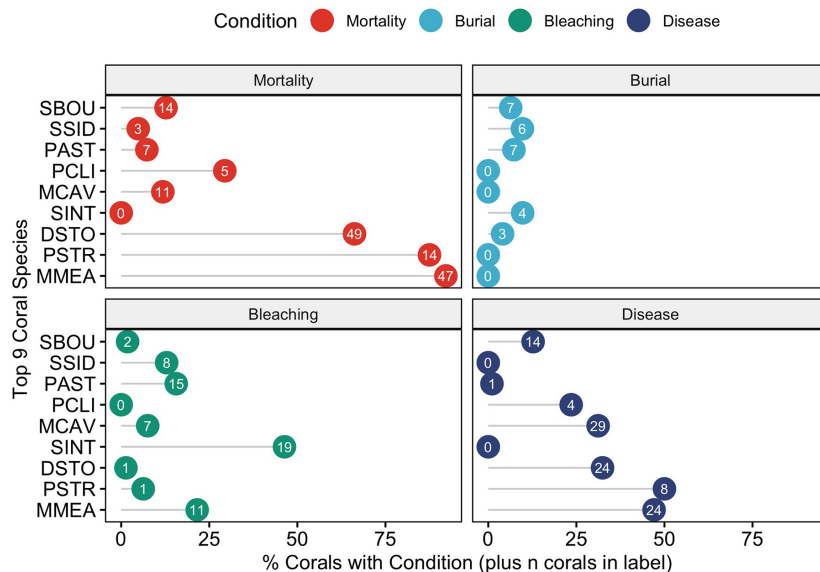 Condition Mortality Burial Bleaching Disease
Mortality Burial
SBOU 14 7
SSID 3 6
PAST 7 7
PCLI 5 0
MCAV 11 0
SINT 0 4
DSTO 49 3
PSTR 14 0
MMEA 47 0
Top 9 Coral Species
Bleaching Disease
SBOU 2 14
SSID 8 0
PAST 15 1
PCLI 0 4
MCAV 7 29
SINT 19 0
DSTO 1 24
PSTR 1 8
MMEA 11 24
0 25 50 75 0 25 50 75
% Corals with Condition (plus n corals in label)